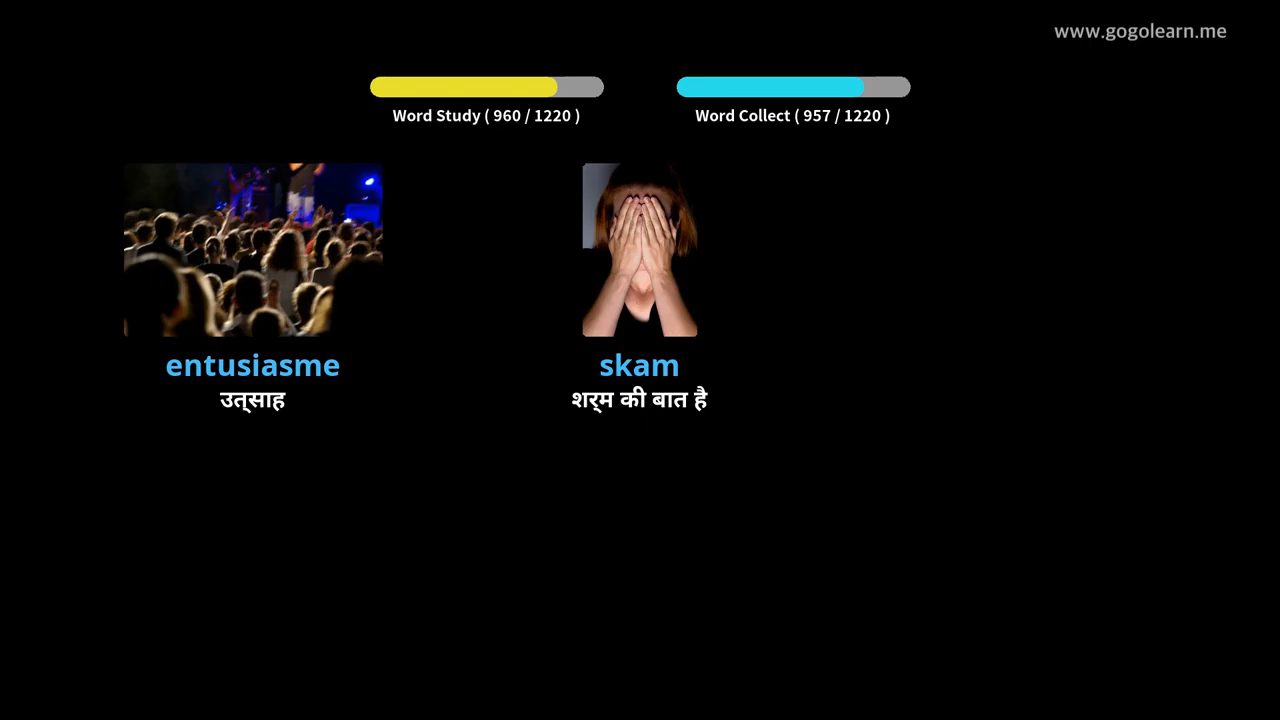 www.gogolearn.me
Word Study ( 960 / 1220 )
Word Collect ( 957 / 1220 )
entusiasme
उत्साह
skam
शर्म की बात है